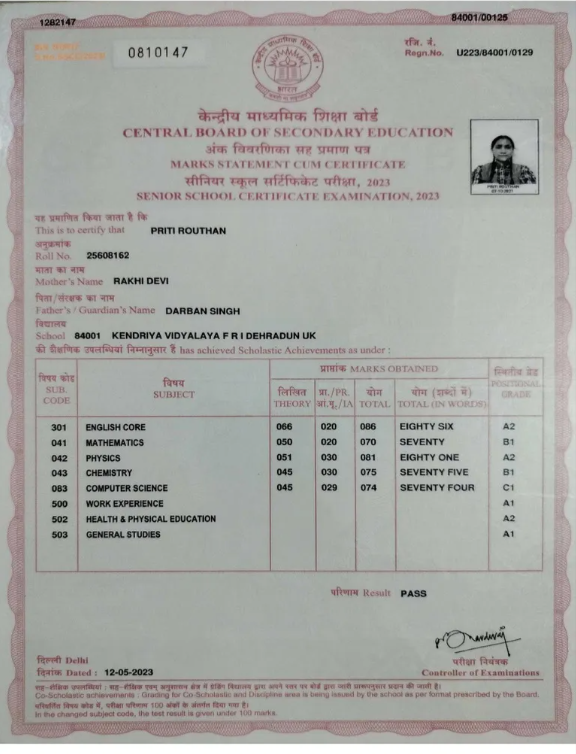 1282147
84001/00125
0810147
रजि. नं.
Regn.No. U223/84001/0129
भारत
केन्द्रीय माध्यमिक शिक्षा बोर्ड
CENTRAL BOARD OF SECONDARY EDUCATION
अंक विवरणिका सह प्रमाण पत्र
MARKS STATEMENT CUM CERTIFICATE
सीनियर स्कूल सर्टिफिकेट परीक्षा, 2023
SENIOR SCHOOL CERTIFICATE EXAMINATION, 2023
PRITI ROUTHAN
यह प्रमाणित किया जाता है कि
This is to certify that PRITI ROUTHAN
अनुक्रमांक
Roll No. 25608162
माता का नाम
Mother's Name RAKHI DEVI
पिता/संरक्षक का नाम
Father's / Guardian's Name DARBAN SINGH
विद्यालय
School 84001 KENDRIYA VIDYALAYA F R I DEHRADUN UK
की शैक्षणिक उपलब्धियां निम्नानुसार हैं has achieved Scholastic Achievements as under :
विषय कोड SUB. CODE विषय SUBJECT प्राप्तांक MARKS OBTAINED स्थितीय ग्रेड POSITIONAL GRADE
लिखित THEORY प्रा./PR. आं.मू./IA योग TOTAL योग (शब्दों में) TOTAL (IN WORDS)
301 ENGLISH CORE 066 020 086 EIGHTY SIX A2
041 MATHEMATICS 050 020 070 SEVENTY B1
042 PHYSICS 051 030 081 EIGHTY ONE A2
043 CHEMISTRY 045 030 075 SEVENTY FIVE B1
083 COMPUTER SCIENCE 045 029 074 SEVENTY FOUR C1
500 WORK EXPERIENCE A1
502 HEALTH & PHYSICAL EDUCATION A2
503 GENERAL STUDIES A1
परिणाम Result PASS
दिल्ली Delhi
दिनांक Dated : 12-05-2023
परीक्षा नियंत्रक
Controller of Examinations
Co-Scholastic achievements : Grading for Co-Scholastic and Discipline area is being issued by the school as per format prescribed by the Board.
परिवर्तित विषय कोड में, परीक्षा परिणाम 100 अंकों के अंतर्गत दिया गया है।
In the changed subject code, the test result is given under 100 marks.